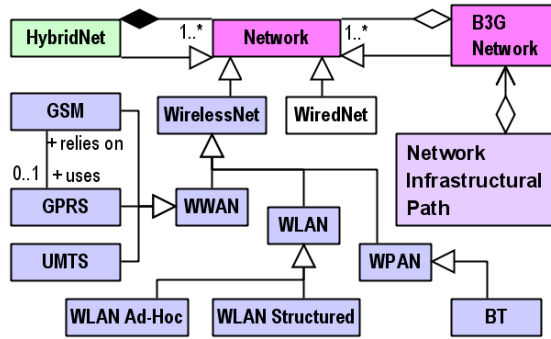 HybridNet
1..*
Network
1..*
B3G
Network
GSM
WirelessNet
WiredNet
+ relies on
0..1
+ uses
Network
Infrastructural
Path
GPRS
WWAN
WLAN
UMTS
WPAN
WLAN Ad-Hoc
WLAN Structured
BT